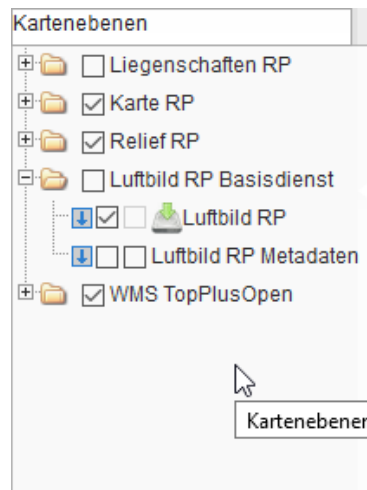 Kartenebenen
Liegenschaften RP
Karte RP
Relief RP
Luftbild RP Basisdienst
Luftbild RP
Luftbild RP Metadaten
WMS TopPlusOpen
Kartenebener